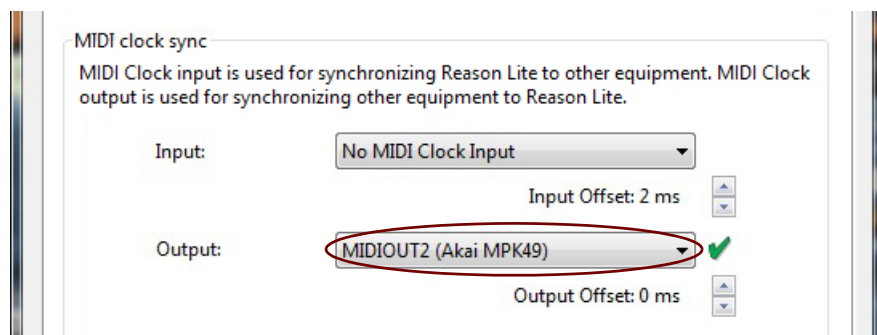 MIDI clock sync
MIDI Clock input is used for synchronizing Reason Lite to other equipment. MIDI Clock
output is used for synchronizing other equipment to Reason Lite.
Input: No MIDI Clock Input
Input Offset: 2 ms
Output: MIDIOUT2 (Akai MPK49)
Output Offset: 0 ms